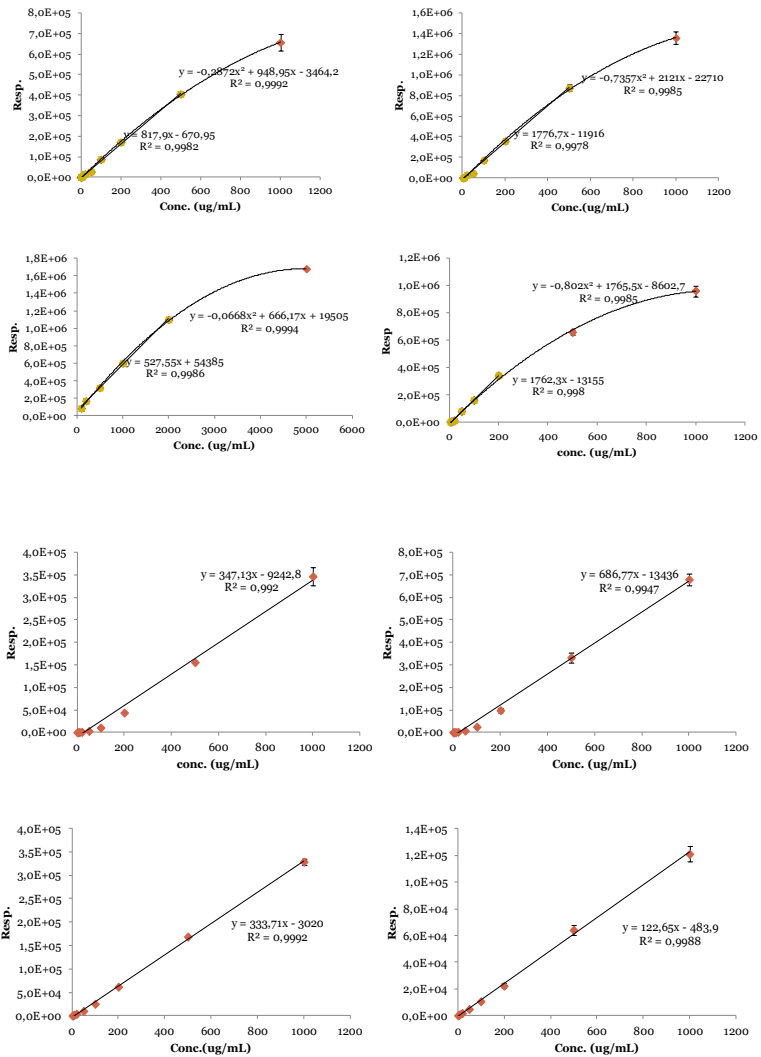 8,0E+05
7,0E+05
6,0E+05
5,0E+05
4,0E+05
3,0E+05
2,0E+05
1,0E+05
0,0E+00
Resp.
y = -0,2872x² + 948,95x - 3464,2
R² = 0,9992
y = 817,9x - 670,95
R² = 0,9982
0 200 400 600 800 1000 1200
Conc. (ug/mL)
1,6E+06
1,4E+06
1,2E+06
1,0E+06
8,0E+05
6,0E+05
4,0E+05
2,0E+05
0,0E+00
Resp.
y = -0,7357x² + 2121x - 22710
R² = 0,9985
y = 1776,7x - 11916
R² = 0,9978
0 200 400 600 800 1000 1200
Conc.(ug/mL)
1,8E+06
1,6E+06
1,4E+06
1,2E+06
1,0E+06
8,0E+05
6,0E+05
4,0E+05
2,0E+05
0,0E+00
Resp.
y = -0,0668x² + 666,17x + 19505
R² = 0,9994
y = 527,55x + 54385
R² = 0,9986
0 1000 2000 3000 4000 5000 6000
Conc. (ug/mL)
1,2E+06
1,0E+06
8,0E+05
6,0E+05
4,0E+05
2,0E+05
0,0E+00
Resp
y = -0,802x² + 1765,5x - 8602,7
R² = 0,9985
y = 1762,3x - 13155
R² = 0,998
0 200 400 600 800 1000 1200
conc. (ug/mL)
4,0E+05
3,5E+05
3,0E+05
2,5E+05
2,0E+05
1,5E+05
1,0E+05
5,0E+04
0,0E+00
Resp.
y = 347,13x - 9242,8
R² = 0,992
0 200 400 600 800 1000 1200
conc. (ug/mL)
8,0E+05
7,0E+05
6,0E+05
5,0E+05
4,0E+05
3,0E+05
2,0E+05
1,0E+05
0,0E+00
Resp.
y = 686,77x - 13436
R² = 0,9947
0 200 400 600 800 1000 1200
Conc. (ug/mL)
4,0E+05
3,5E+05
3,0E+05
2,5E+05
2,0E+05
1,5E+05
1,0E+05
5,0E+04
0,0E+00
Resp.
y = 333,71x - 3020
R² = 0,9992
0 200 400 600 800 1000 1200
Conc.(ug/mL)
1,4E+05
1,2E+05
1,0E+05
8,0E+04
6,0E+04
4,0E+04
2,0E+04
0,0E+00
Resp.
y = 122,65x - 483,9
R² = 0,9988
0 200 400 600 800 1000 1200
Conc. (ug/mL)